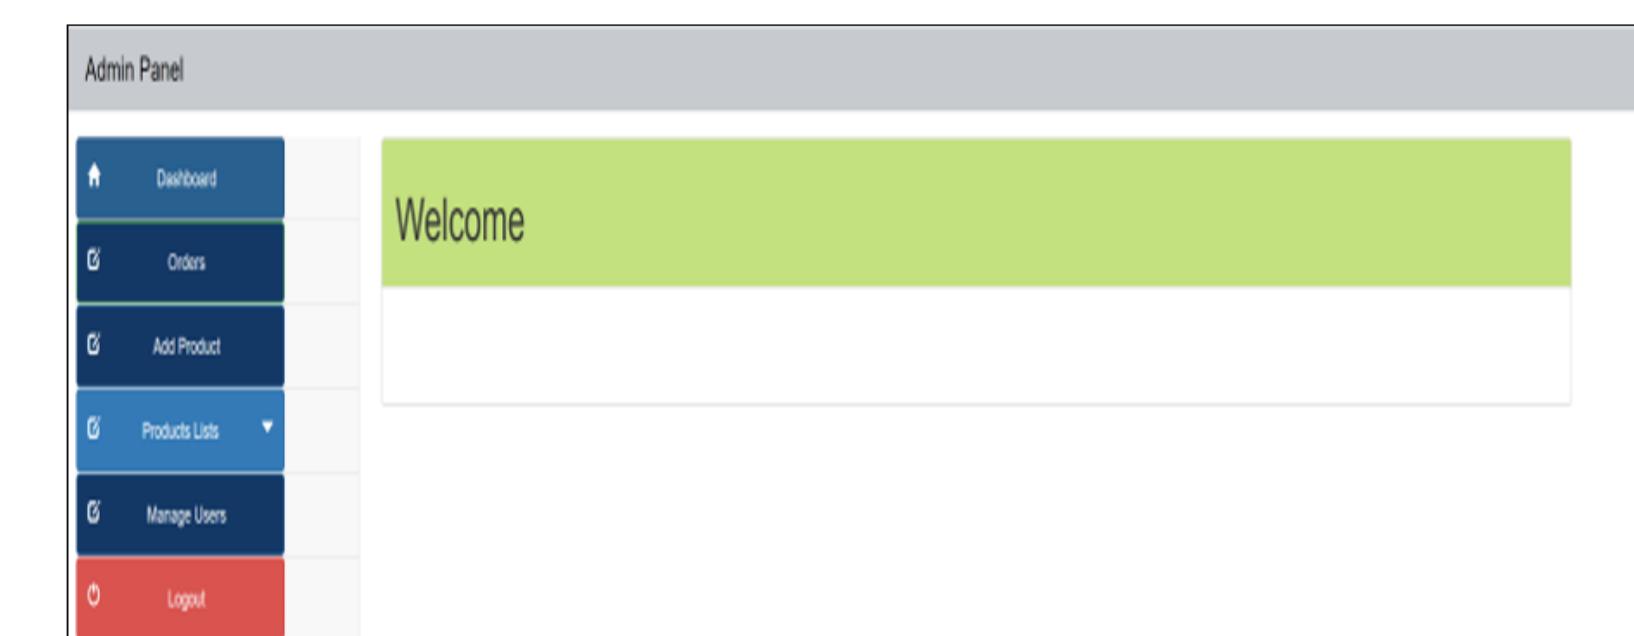 Admin Panel
Dashboard
Orders
Add Product
Products Lists
Manage Users
Logout
Welcome